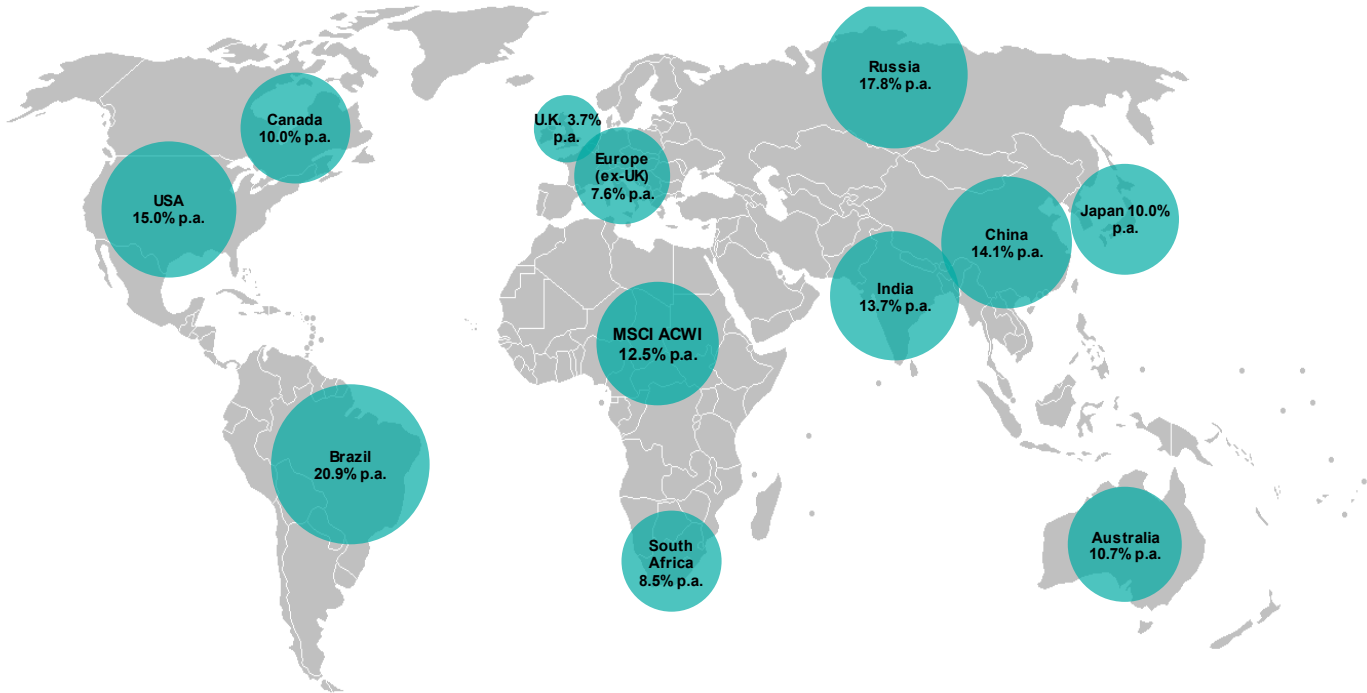 Russia
17.8% p.a.
Canada
10.0% p.a.
U.K. 3.7%
p.a.
Europe
(ex-UK)
7.6% p.a.
USA
15.0% p.a.
Japan 10.0%
p.a.
China
14.1% p.a.
India
13.7% p.a.
MSCI ACWI
12.5% p.a.
Brazil
20.9% p.a.
South
Africa
8.5% p.a.
Australia
10.7% p.a.